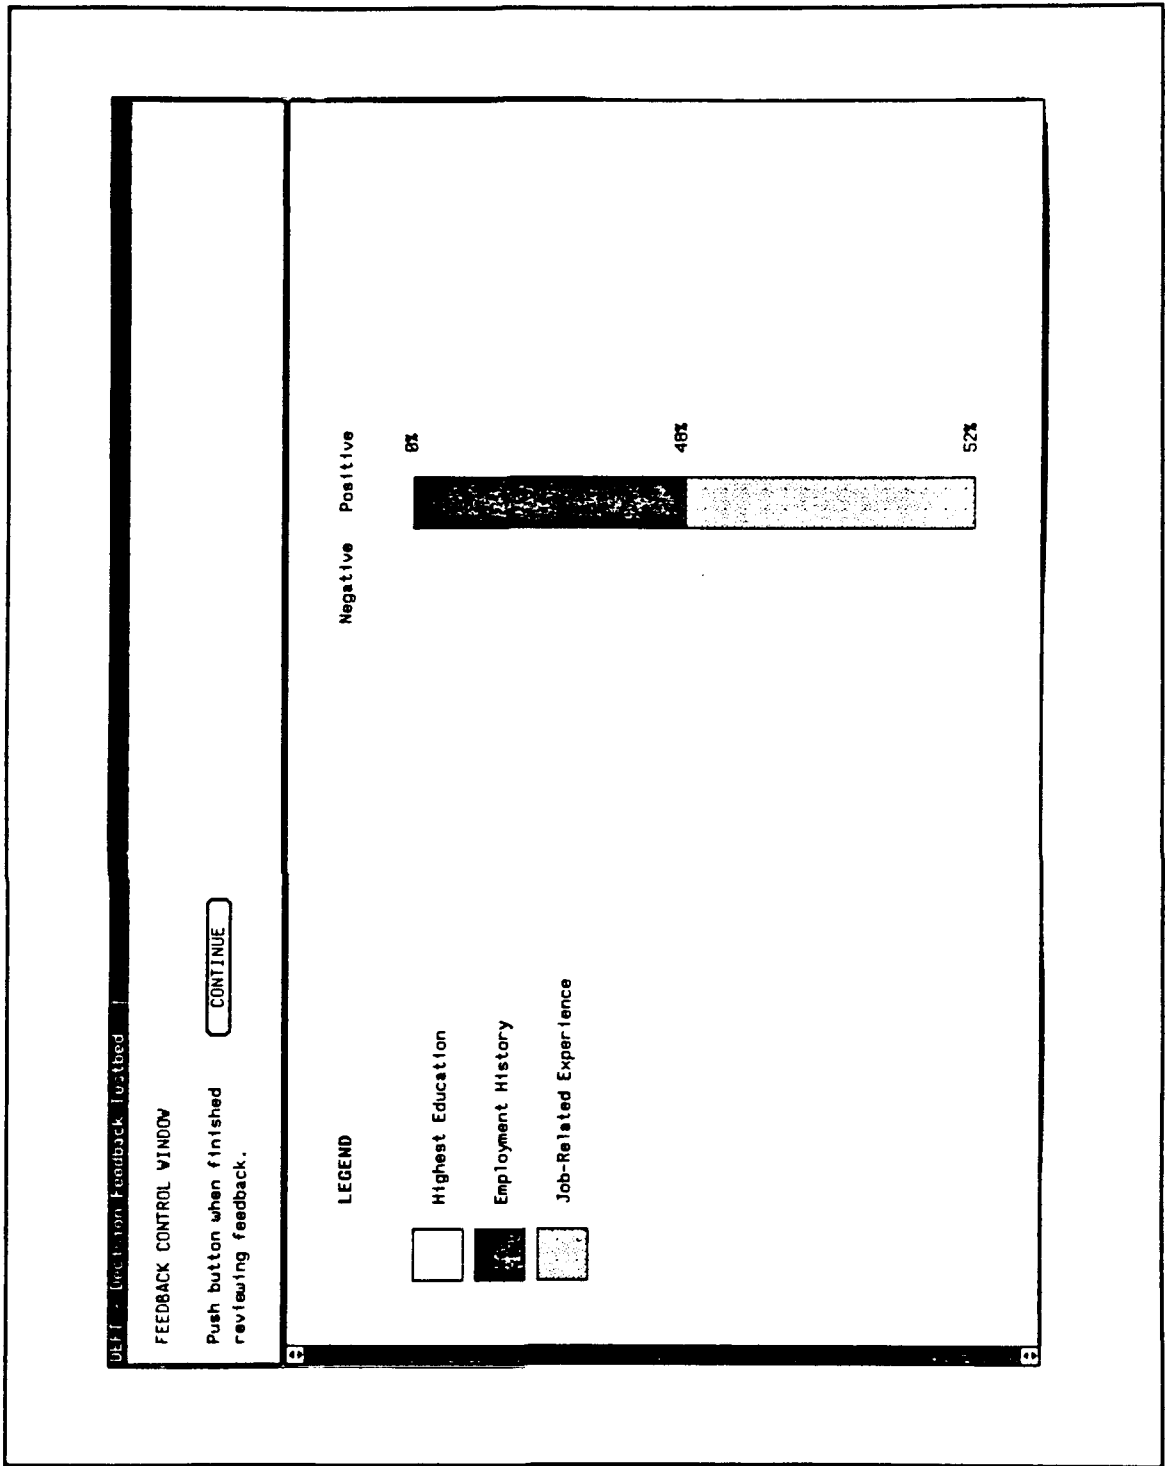 DEFT - Decision Feedback Testbed
FEEDBACK CONTROL WINDOW
Push button when finished
reviewing feedback.
CONTINUE
LEGEND
Highest Education
Employment History
Job-Related Experience
Negative Positive
0%
48%
52%